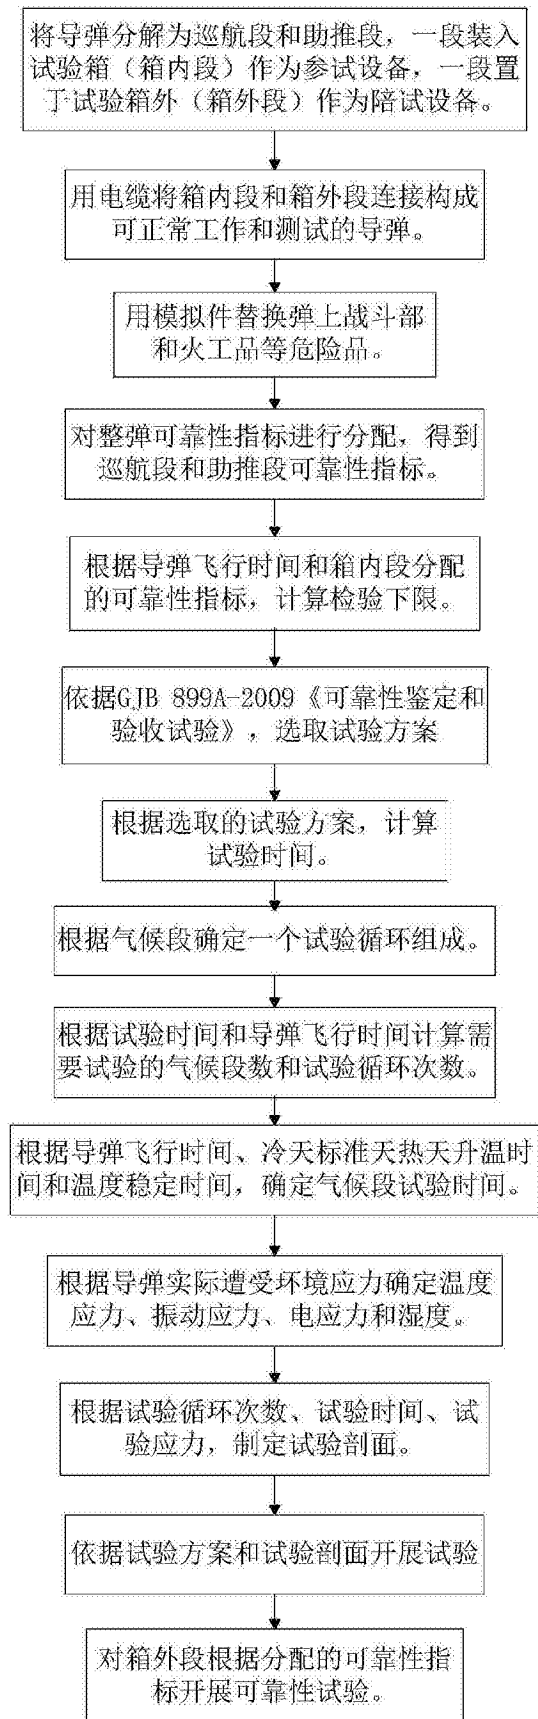 将导弹分解为巡航段和助推段，一段装入
试验箱（箱内段）作为参试设备，一段置
于试验箱外（箱外段）作为陪试设备。
用电缆将箱内段和箱外段连接构成
可正常工作和测试的导弹。
用模拟件替换弹上战斗部
和火工品等危险品。
对整弹可靠性指标进行分配，得到
巡航段和助推段可靠性指标。
根据导弹飞行时间和箱内段分配
的可靠性指标，计算检验下限。
依据GJB 899A-2009《可靠性鉴定和
验收试验》，选取试验方案
根据选取的试验方案，计算
试验时间。
根据气候段确定一个试验循环组成。
根据试验时间和导弹飞行时间计算需
要试验的气候段数和试验循环次数。
根据导弹飞行时间、冷天标准天热天升温时
间和温度稳定时间，确定气候段试验时间。
根据导弹实际遭受环境应力确定温度
应力、振动应力、电应力和湿度。
根据试验循环次数、试验时间、试
验应力，制定试验剖面。
依据试验方案和试验剖面开展试验
对箱外段根据分配的可靠性指
标开展可靠性试验。